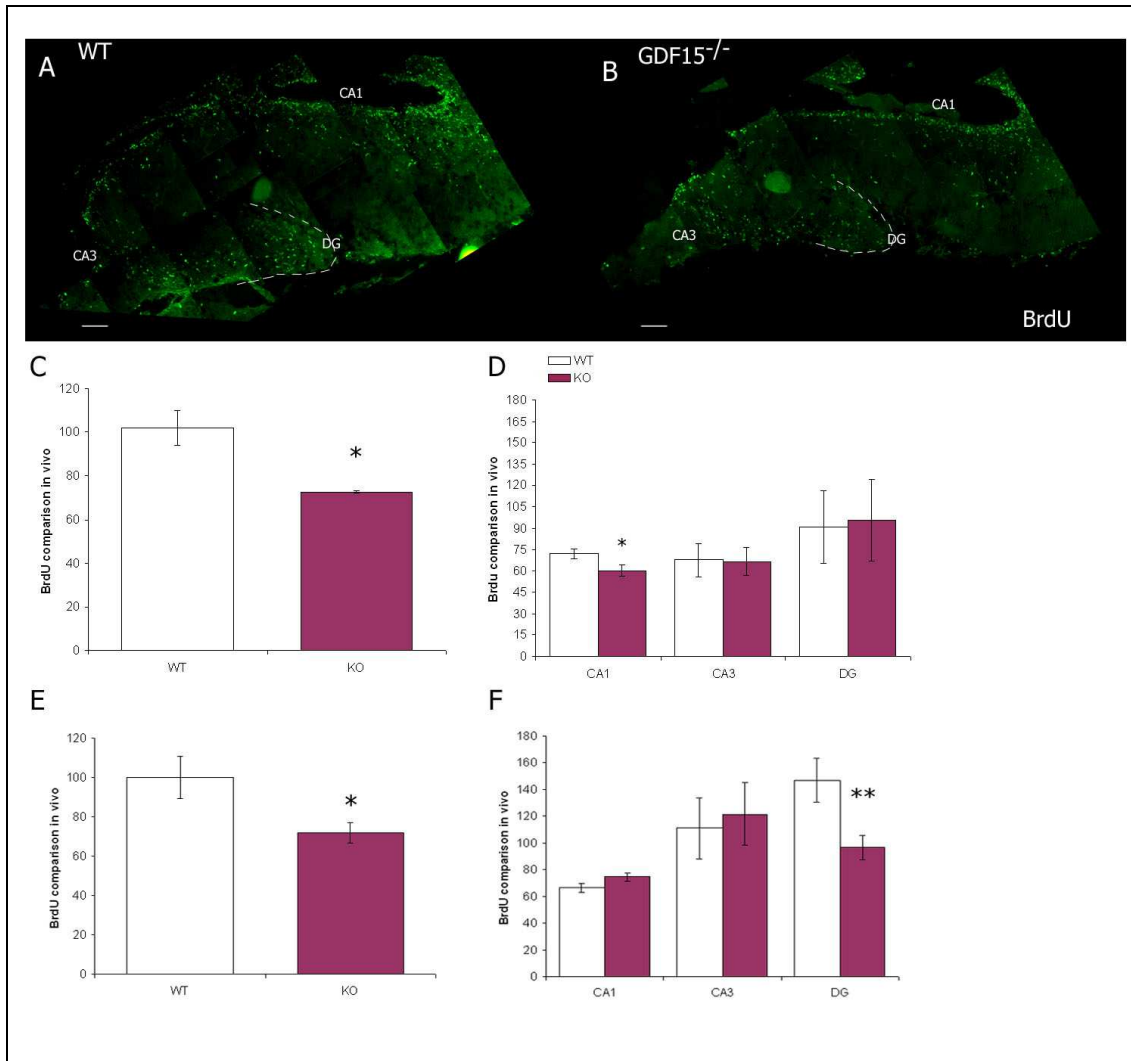 A
WT
CA1
CA3
DG
B
GDF15-/-
CA1
CA3
DG
BrdU
C
BrdU comparison in vivo
120
100
80
60
40
20
0
*
WT
KO
D
WT
KO
Brdu comparison in vivo
180
165
150
135
120
105
90
75
60
45
30
15
0
*
CA1
CA3
DG
E
BrdU comparison in vivo
120
100
80
60
40
20
0
*
WT
KO
F
BrdU comparison in vivo
180
160
140
120
100
80
60
40
20
0
**
CA1
CA3
DG